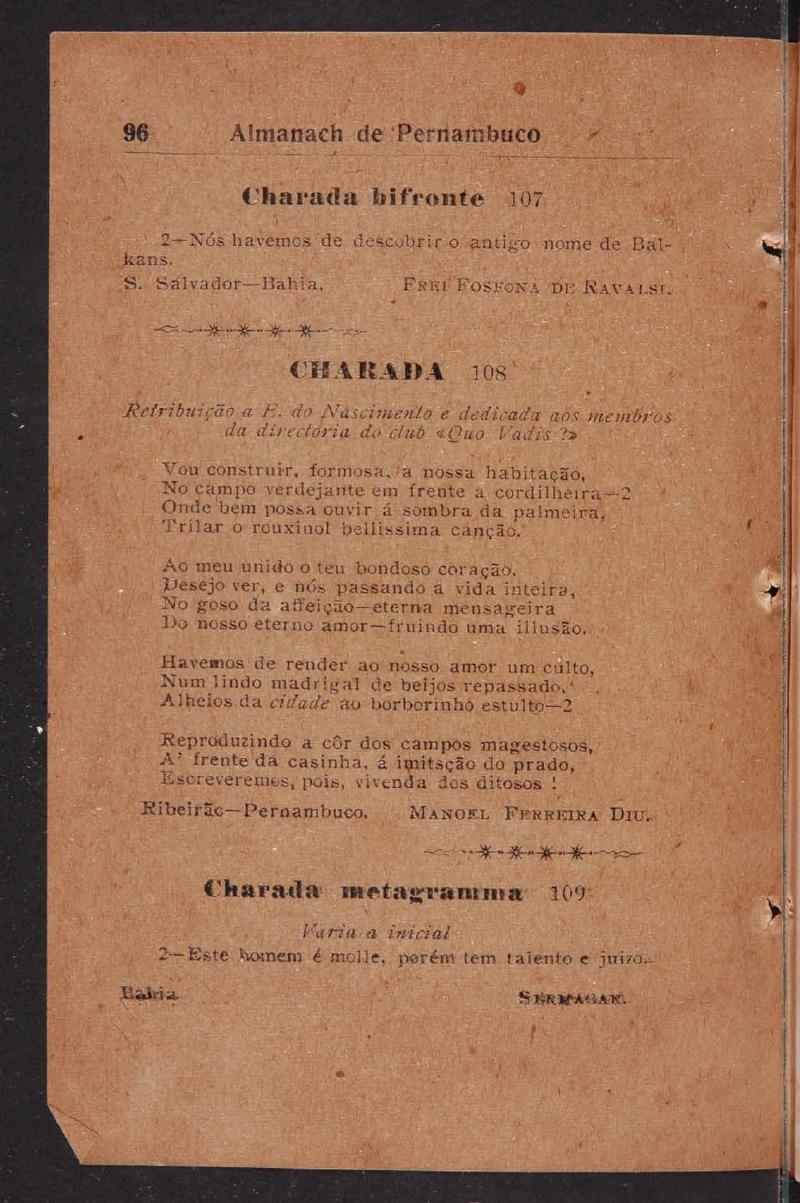 96 Almanach de Pernambuco
Charada bifronte 107
2—Nós havemos de descobrir o antigo nome de Bal-
kans.
S. Salvador—Bahia. FREI FOSFONA DE RAVALSI.
CHARADA 108
Retribuição a E. do Nascimento e dedicada aos membros
da directoria do club «Quo Vadis?»
Vou construir, formosa, a nossa habitação,
No campo verdejante em frente a cordilheira—2
Onde bem possa ouvir á sombra da palmeira,
Trilar o rouxinol bellissima canção.
Ao meu unido o teu bondoso coração,
Desejo ver, e nós passando a vida inteira,
No goso da affeição—eterna mensageira
Do nosso eterno amor—fruindo uma illusão.
Havemos de render ao nosso amor um culto,
Num lindo madrigal de beijos repassado,
Alheios da cidade ao borborinhó estulto—2
Reproduzindo a côr dos campos magestosos,
A' frente da casinha, á imitsção do prado,
Escreveremos, pois, vivenda dos ditosos !
Ribeirão—Pernambuco. MANOEL FERREIRA DIU.
Charada metagramma 109
Varia a inicial
2—Este homem é molle, porém tem talento e juizo.
Bahia